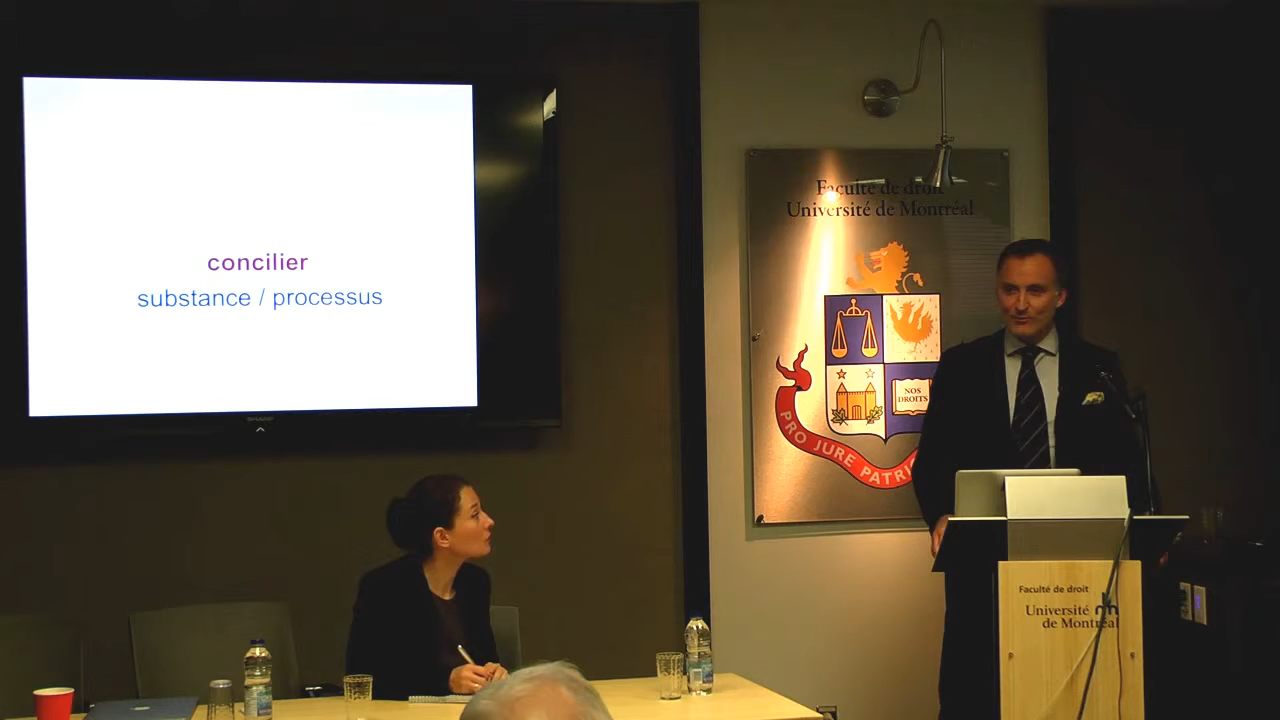 concilier
substance / processus
SHARP
Faculté de droit
Université de Montréal
NOS
DROITS
PRO JURE PATRI
Faculté de droit
Université
de Montréal